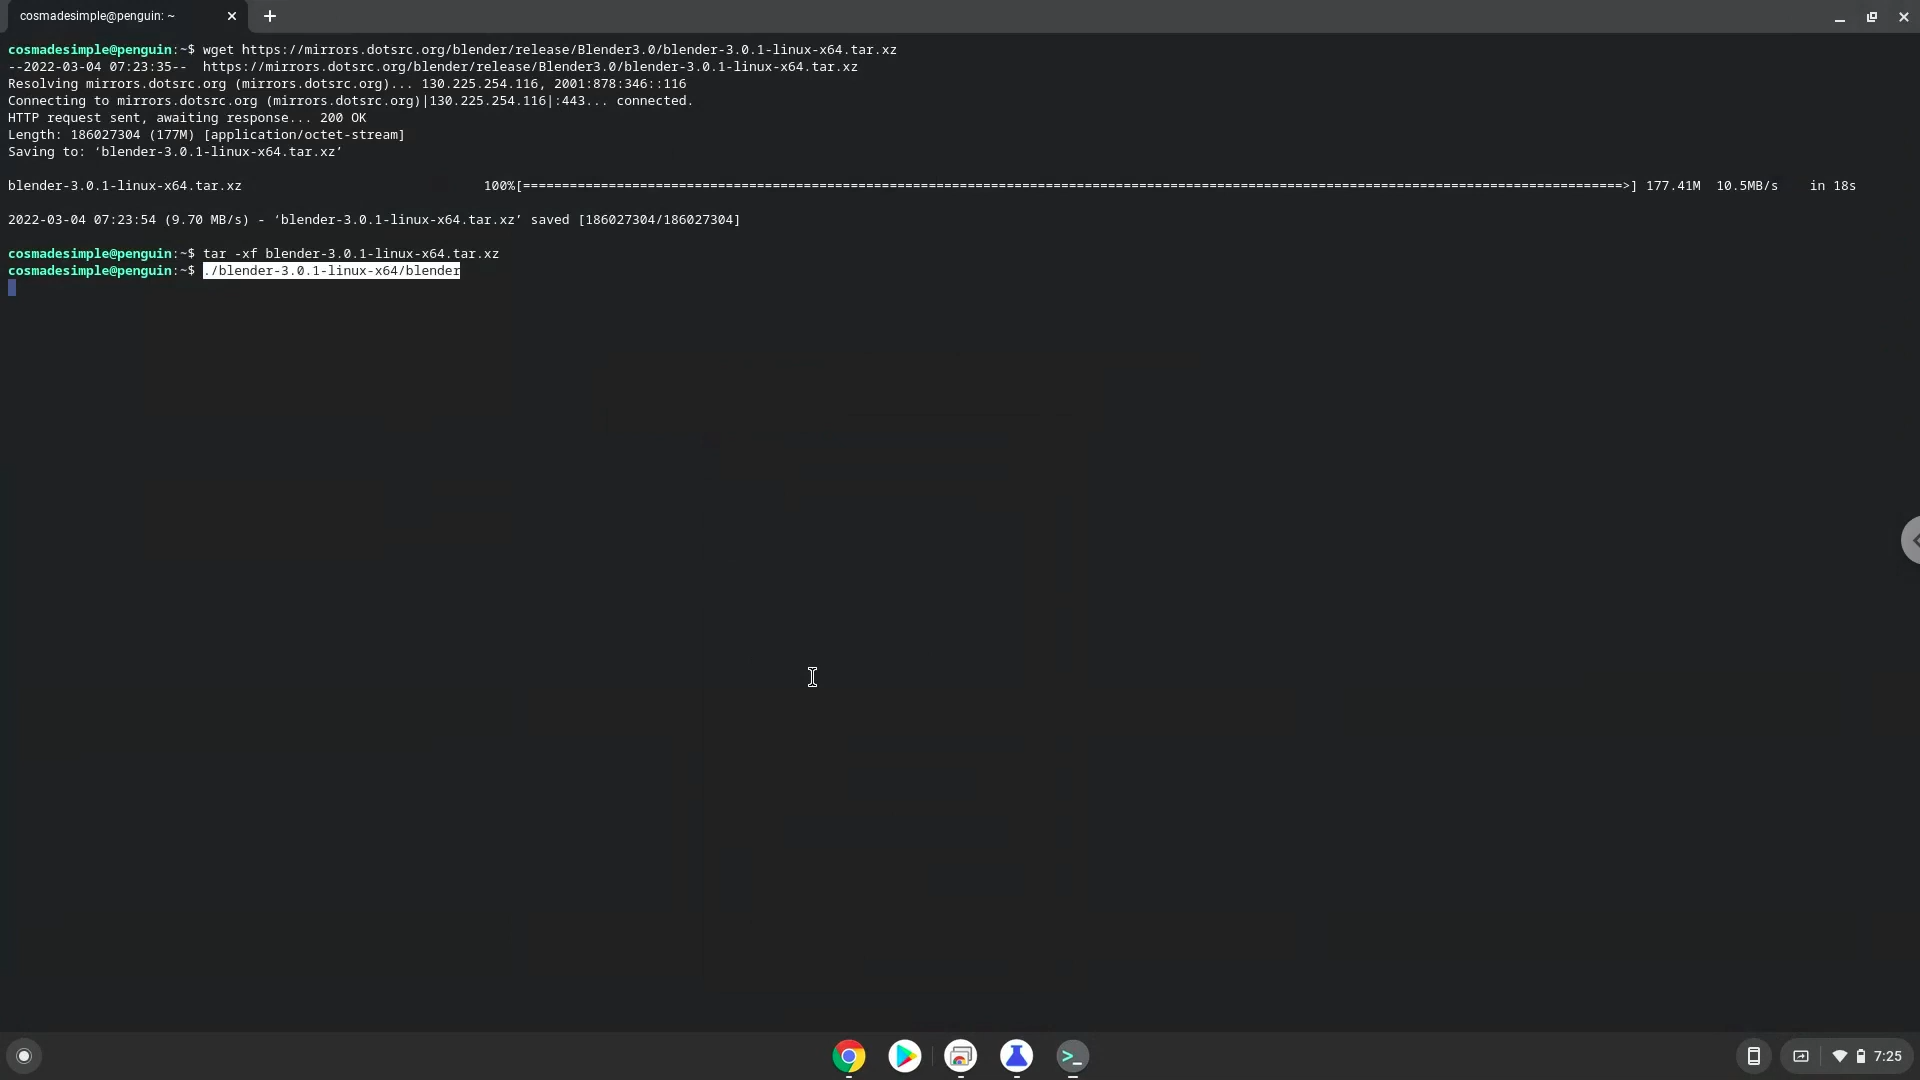 cosmadesimple@penguin: ~
cosmadesimple@penguin:~$ wget https://mirrors.dotsrc.org/blender/release/Blender3.0/blender-3.0.1-linux-x64.tar.xz
--2022-03-04 07:23:35--  https://mirrors.dotsrc.org/blender/release/Blender3.0/blender-3.0.1-linux-x64.tar.xz
Resolving mirrors.dotsrc.org (mirrors.dotsrc.org)... 130.225.254.116, 2001:878:346::116
Connecting to mirrors.dotsrc.org (mirrors.dotsrc.org)|130.225.254.116|:443... connected.
HTTP request sent, awaiting response... 200 OK
Length: 186027304 (177M) [application/octet-stream]
Saving to: ‘blender-3.0.1-linux-x64.tar.xz’
blender-3.0.1-linux-x64.tar.xz 100%[=============================================================================================================================================>] 177.41M 10.5MB/s in 18s
2022-03-04 07:23:54 (9.70 MB/s) - ‘blender-3.0.1-linux-x64.tar.xz’ saved [186027304/186027304]
cosmadesimple@penguin:~$ tar -xf blender-3.0.1-linux-x64.tar.xz
cosmadesimple@penguin:~$ ./blender-3.0.1-linux-x64/blender
7:25